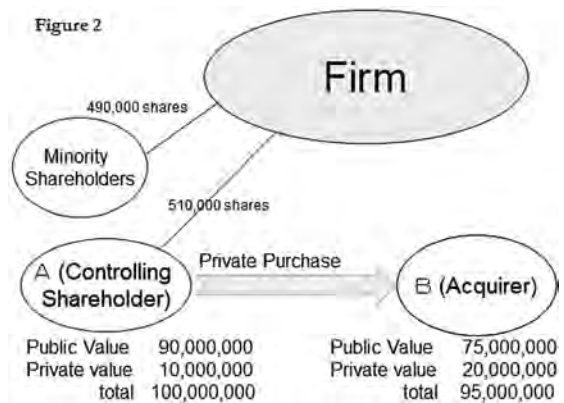 Figure 2
Firm
490,000 shares
Minority
Shareholders
510,000 shares
A (Controlling
Shareholder)
Private Purchase
B (Acquirer)
Public Value 90,000,000
Private value 10,000,000
total 100,000,000
Public Value 75,000,000
Private value 20,000,000
total 95,000,000